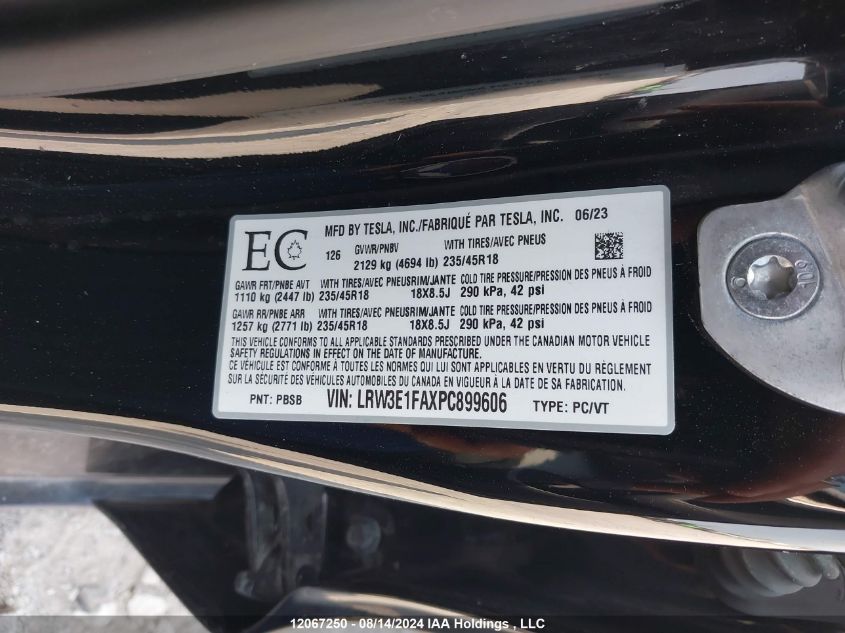 EC
MFD BY TESLA, INC./FABRIQUÉ PAR TESLA, INC. 06/23
126 GVWR/PNBV WITH TIRES/AVEC PNEUS
2129 kg (4694 lb) 235/45R18
GAWR FRT/PNBE AVT WITH TIRES/AVEC PNEUS RIM/JANTE COLD TIRE PRESSURE/PRESSION DES PNEUS À FROID
1110 kg (2447 lb) 235/45R18 18X8.5J 290 kPa, 42 psi
GAWR RR/PNBE ARR WITH TIRES/AVEC PNEUS RIM/JANTE COLD TIRE PRESSURE/PRESSION DES PNEUS À FROID
1257 kg (2771 lb) 235/45R18 18X8.5J 290 kPa, 42 psi
THIS VEHICLE CONFORMS TO ALL APPLICABLE STANDARDS PRESCRIBED UNDER THE CANADIAN MOTOR VEHICLE
SAFETY REGULATIONS IN EFFECT ON THE DATE OF MANUFACTURE.
CE VÉHICULE EST CONFORME À TOUTES LES NORMES QUI LUI SONT APPLICABLES EN VERTU DU RÈGLEMENT
SUR LA SÉCURITÉ DES VÉHICULES AUTOMOBILES DU CANADA EN VIGUEUR À LA DATE DE SA FABRICATION.
PNT: PBSB VIN: LRW3E1FAXPC899606 TYPE: PC/VT
12067250 - 08/14/2024 IAA Holdings , LLC